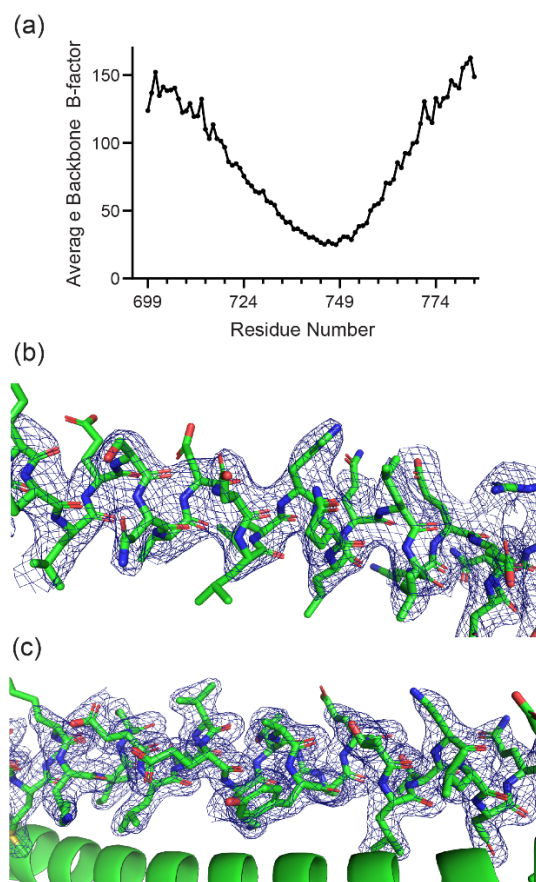 (a)
Averag e Backbone B-factor
150
100
50
0
699 724 749 774
Residue Number
(b)
(c)